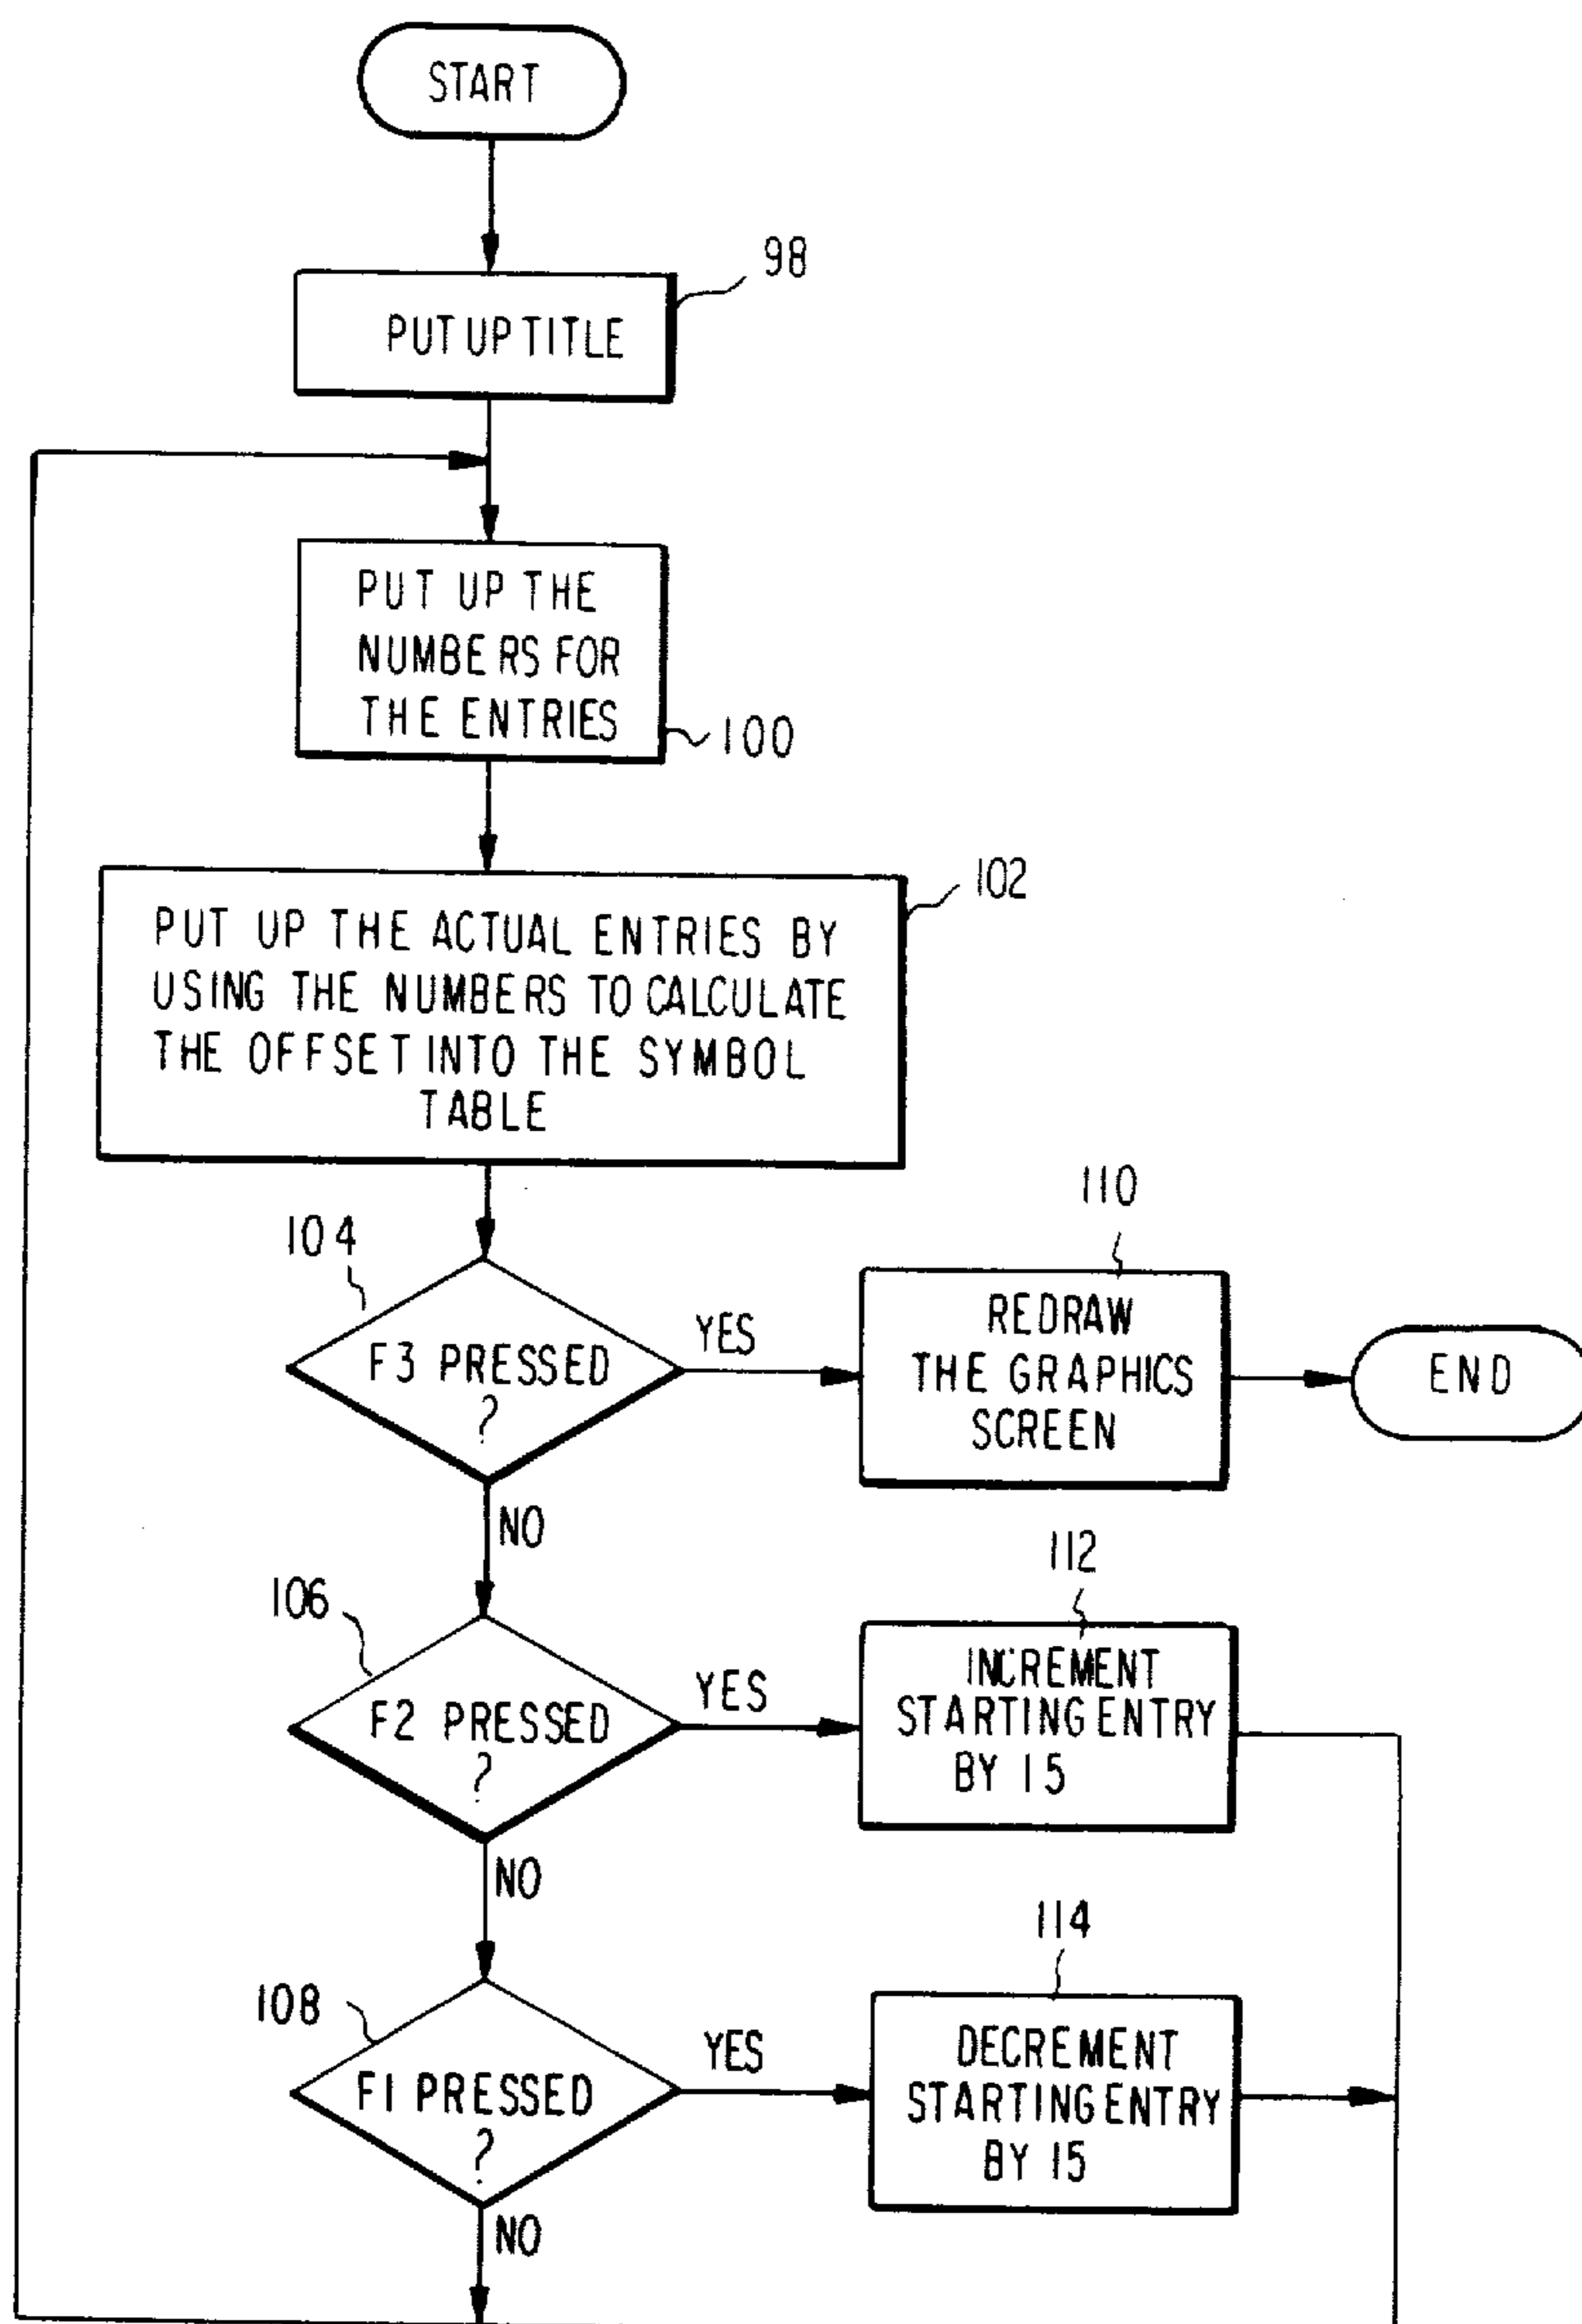 START
98
PUT UP TITLE
PUT UP THE
NUMBERS FOR
THE ENTRIES
100
102
PUT UP THE ACTUAL ENTRIES BY
USING THE NUMBERS TO CALCULATE
THE OFFSET INTO THE SYMBOL
TABLE
104
F3 PRESSED
?
YES
110
REDRAW
THE GRAPHICS
SCREEN
END
NO
106
F2 PRESSED
?
YES
112
INCREMENT
STARTING ENTRY
BY 15
NO
108
F1 PRESSED
?
YES
114
DECREMENT
STARTING ENTRY
BY 15
NO